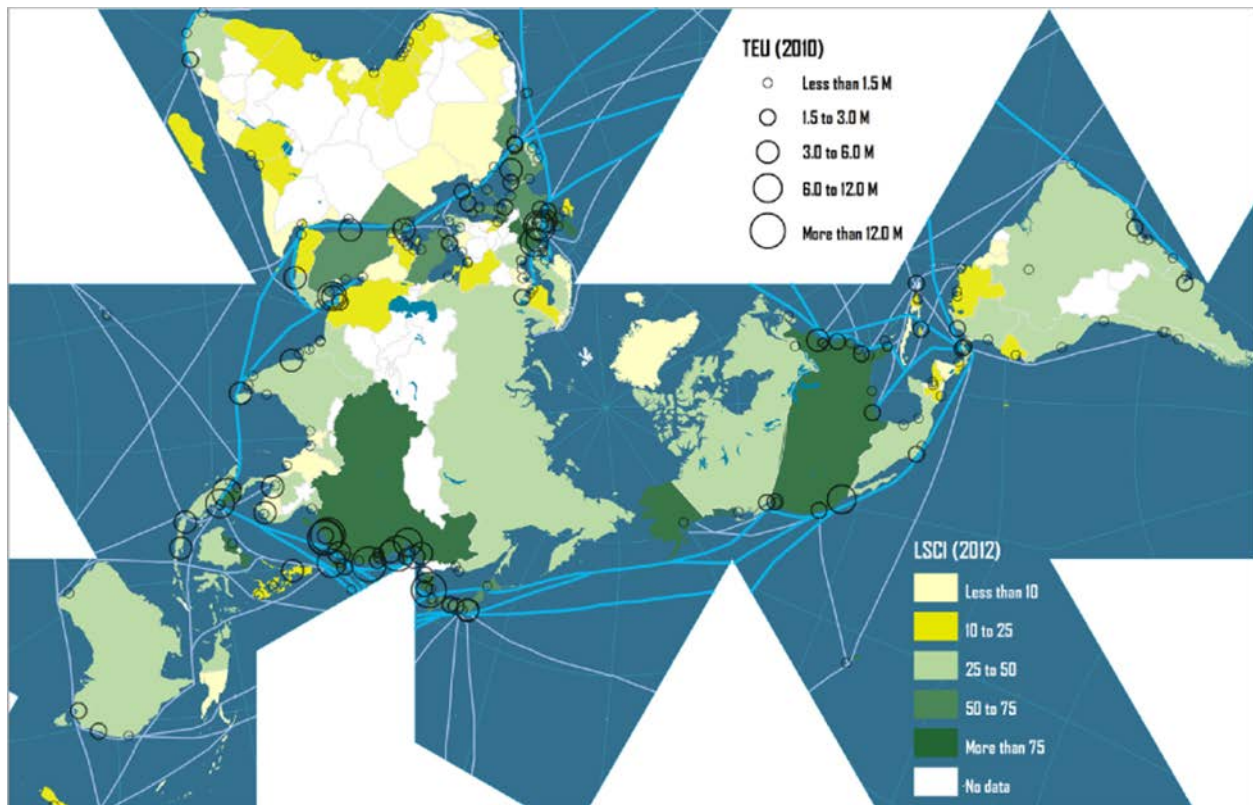 TEU (2010)
Less than 1.5 M
1.5 to 3.0 M
3.0 to 6.0 M
6.0 to 12.0 M
More than 12.0 M
LSCI (2012)
Less than 10
10 to 25
25 to 50
50 to 75
More than 75
No data